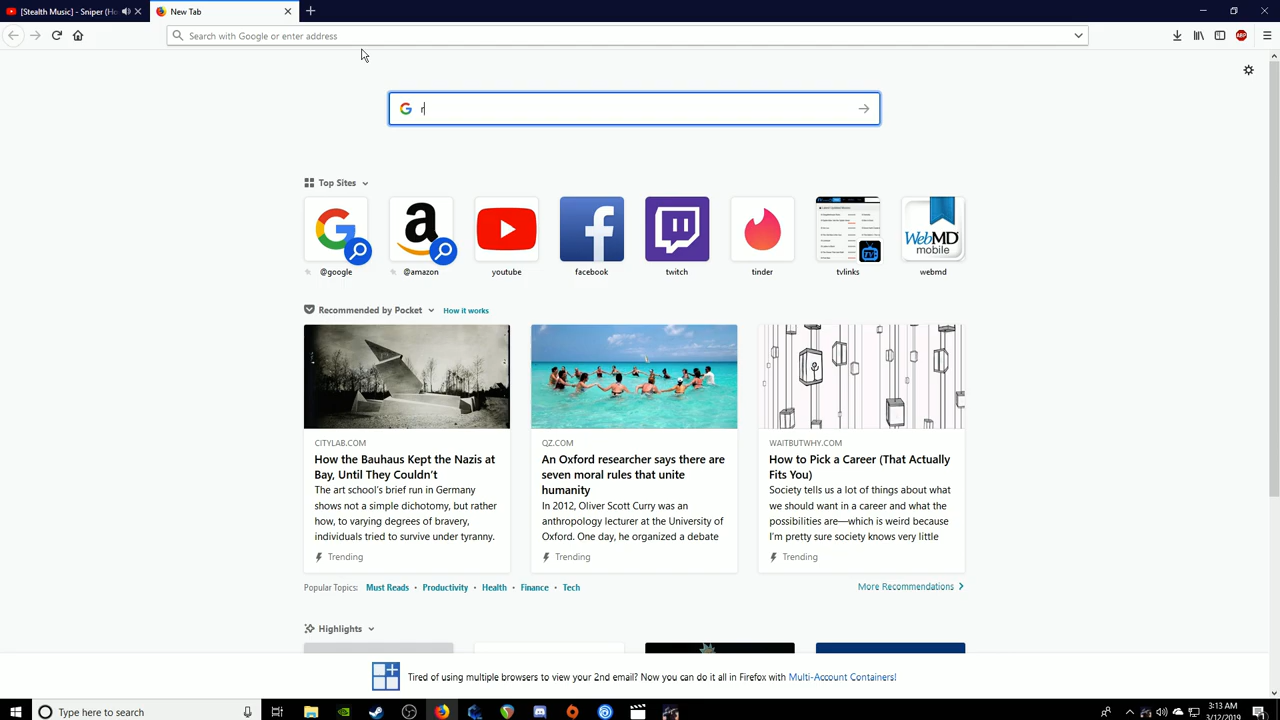 [Stealth Music] - Sniper (Ho
New Tab
Search with Google or enter address
r
Top Sites
@google
@amazon
youtube
facebook
twitch
tinder
tvlinks
WebMD
mobile
webmd
Recommended by Pocket
How it works
CITYLAB.COM
How the Bauhaus Kept the Nazis at
Bay, Until They Couldn't
The art school's brief run in Germany
shows not a simple dichotomy, but rather
how, to varying degrees of bravery,
individuals tried to survive under tyranny.
Trending
QZ.COM
An Oxford researcher says there are
seven moral rules that unite
humanity
In 2012, Oliver Scott Curry was an
anthropology lecturer at the University of
Oxford. One day, he organized a debate
Trending
WAITBUTWHY.COM
How to Pick a Career (That Actually
Fits You)
Society tells us a lot of things about what
we should want in a career and what the
possibilities are—which is weird because
I'm pretty sure society knows very little
Trending
Popular Topics: Must Reads • Productivity • Health • Finance • Tech
More Recommendations
Highlights
Tired of using multiple browsers to view your 2nd email? Now you can do it all in Firefox with Multi-Account Containers!
Type here to search
3:13 AM
3/12/2019